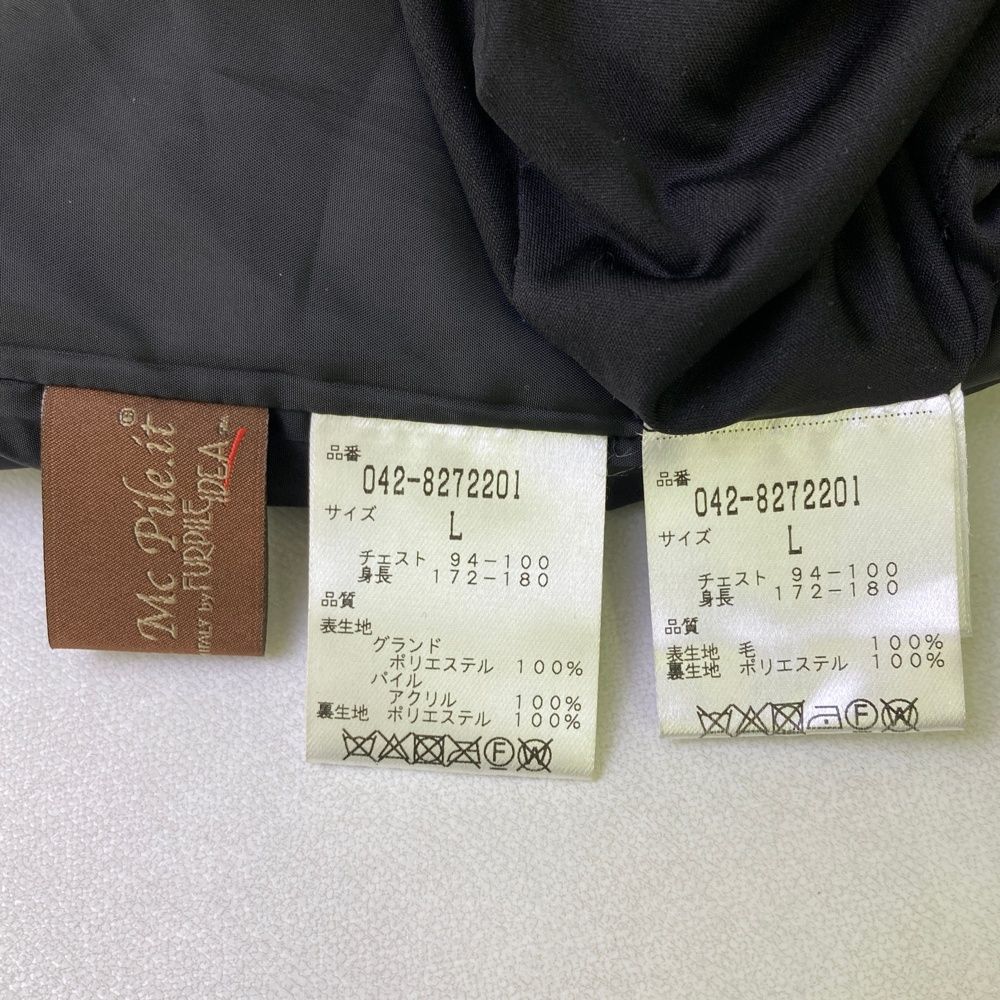 Mc Pile.it®
FURPILE IDEA™
ITALY by
品番
042-8272201
サイズ
L
チェスト 94-100
身長 172-180
品質
表生地
グランド
ポリエステル 100%
パイル
アクリル 100%
裏生地 ポリエステル 100%
F W
品番
042-8272201
サイズ
L
チェスト 94-100
身長 172-180
品質
表生地 毛 100%
裏生地 ポリエステル 100%
F W